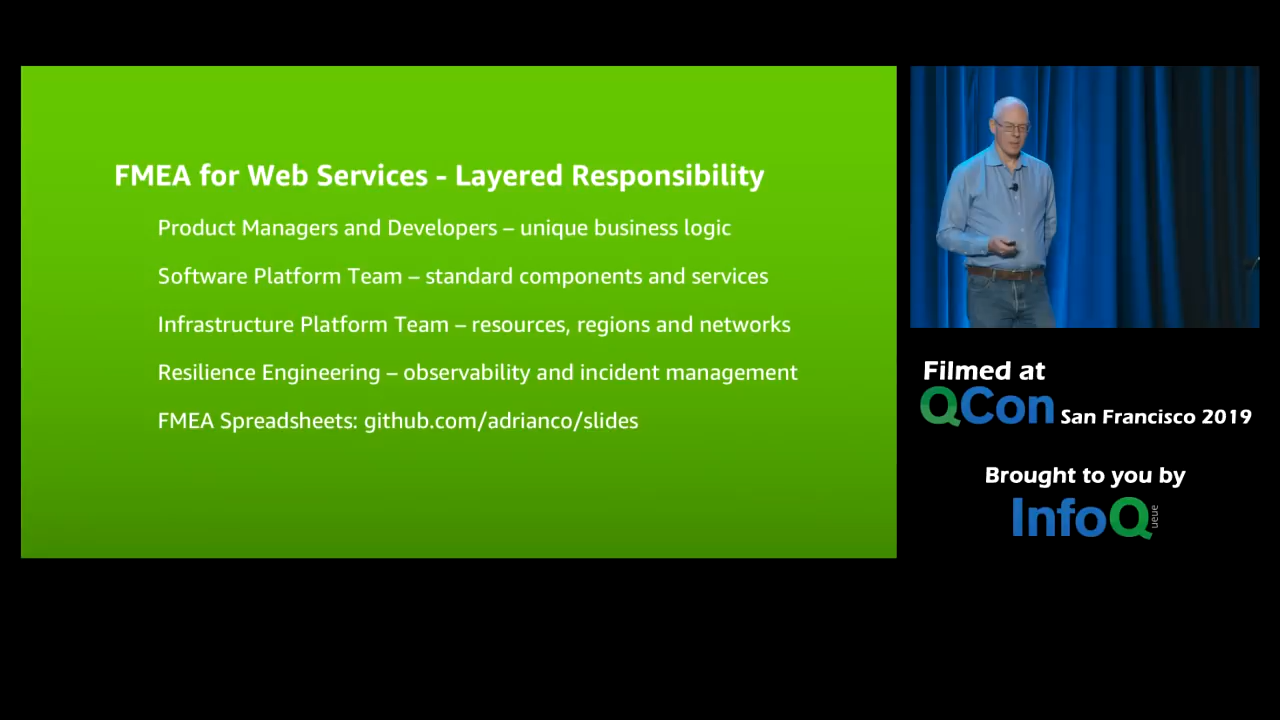 FMEA for Web Services - Layered Responsibility
Product Managers and Developers – unique business logic
Software Platform Team – standard components and services
Infrastructure Platform Team – resources, regions and networks
Resilience Engineering – observability and incident management
FMEA Spreadsheets: github.com/adrianco/slides
Filmed at
QCon San Francisco 2019
Brought to you by
InfoQ
ueue